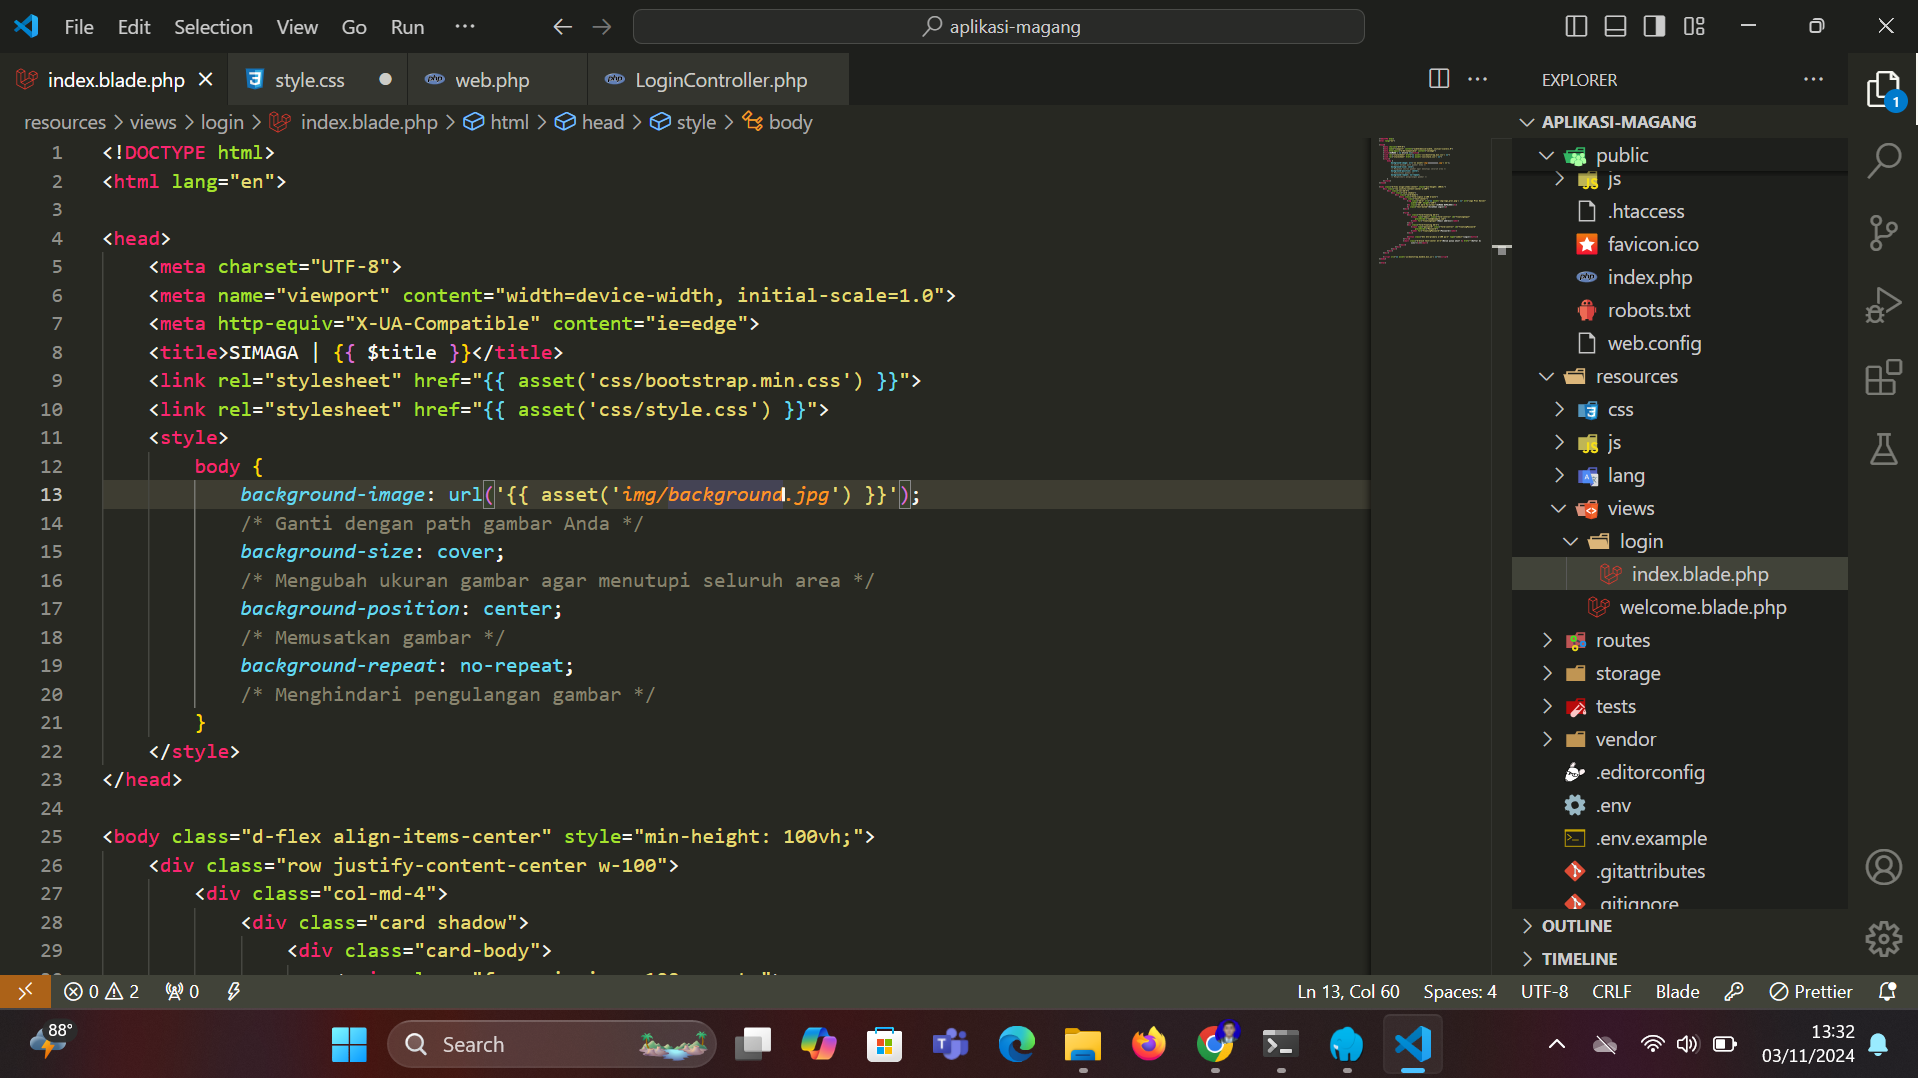 File Edit Selection View Go Run ··· aplikasi-magang
index.blade.php style.css web.php LoginController.php
resources > views > login > index.blade.php > html > head > style > body
1 <!DOCTYPE html>
2 <html lang="en">
3
4 <head>
5 <meta charset="UTF-8">
6 <meta name="viewport" content="width=device-width, initial-scale=1.0">
7 <meta http-equiv="X-UA-Compatible" content="ie=edge">
8 <title>SIMAGA | {{ $title }}</title>
9 <link rel="stylesheet" href="{{ asset('css/bootstrap.min.css') }}">
10 <link rel="stylesheet" href="{{ asset('css/style.css') }}">
11 <style>
12 body {
13 background-image: url('{{ asset('img/background.jpg') }}');
14 /* Ganti dengan path gambar Anda */
15 background-size: cover;
16 /* Mengubah ukuran gambar agar menutupi seluruh area */
17 background-position: center;
18 /* Memusatkan gambar */
19 background-repeat: no-repeat;
20 /* Menghindari pengulangan gambar */
21 }
22 </style>
23 </head>
24
25 <body class="d-flex align-items-center" style="min-height: 100vh;">
26 <div class="row justify-content-center w-100">
27 <div class="col-md-4">
28 <div class="card shadow">
29 <div class="card-body">
EXPLORER
APLIKASI-MAGANG
public
js
.htaccess
favicon.ico
index.php
robots.txt
web.config
resources
css
js
lang
views
login
index.blade.php
welcome.blade.php
routes
storage
tests
vendor
.editorconfig
.env
.env.example
.gitattributes
.gitignore
OUTLINE
TIMELINE
1
0 2 0 Ln 13, Col 60 Spaces: 4 UTF-8 CRLF Blade Prettier
88° Search 13:32
03/11/2024